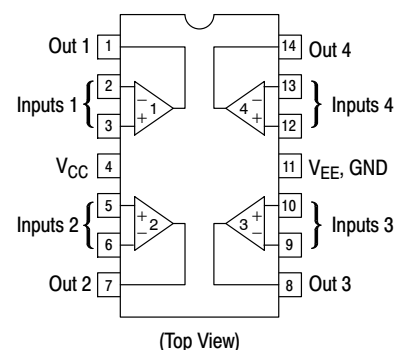 Out 1 1 14 Out 4
2 − − 13
Inputs 1 { 1 4 } Inputs 4
3 + + 12
VCC 4 11 VEE, GND
5 + + 10
Inputs 2 { 2 3 } Inputs 3
6 − − 9
Out 2 7 8 Out 3
(Top View)